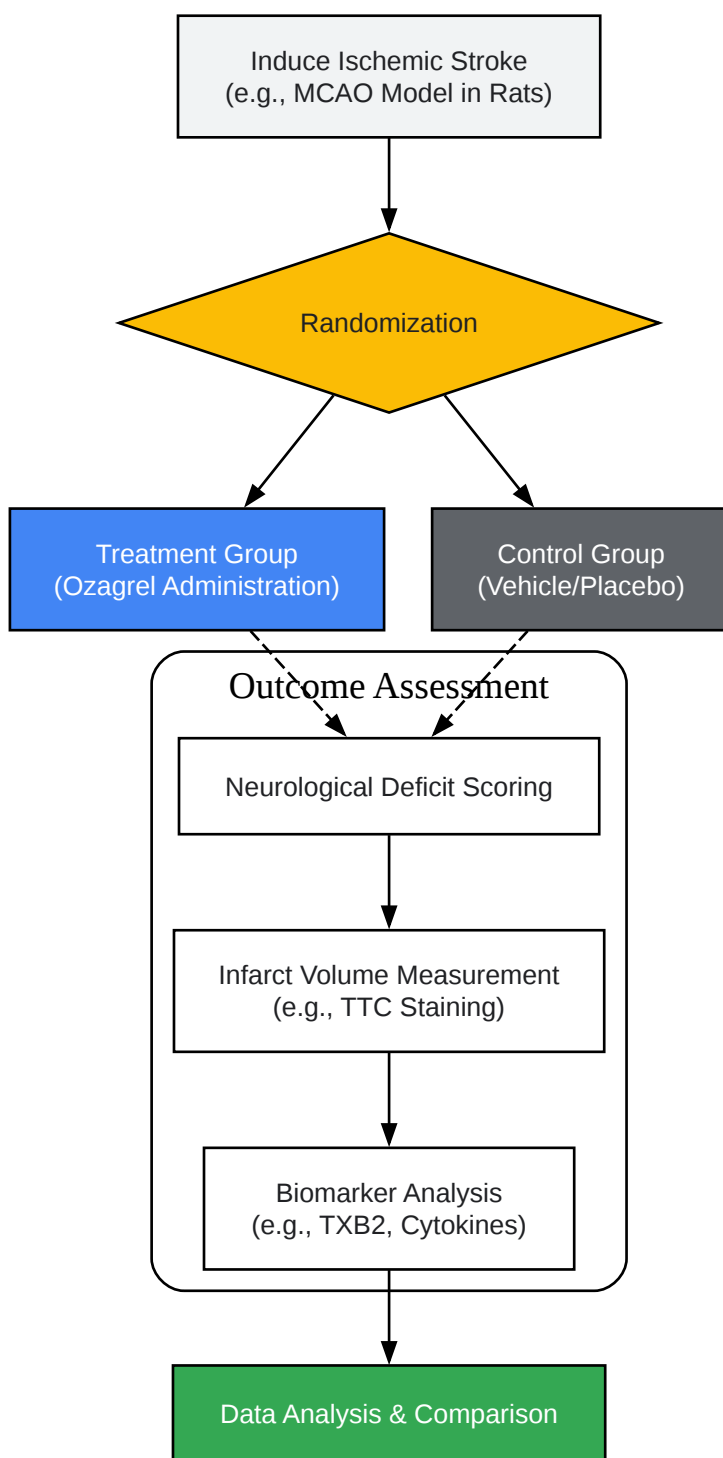 Induce Ischemic Stroke
(e.g., MCAO Model in Rats)
Randomization
Treatment Group
(Ozagrel Administration)
Control Group
(Vehicle/Placebo)
Outcome Assessment
Neurological Deficit Scoring
Infarct Volume Measurement
(e.g., TTC Staining)
Biomarker Analysis
(e.g., TXB2, Cytokines)
Data Analysis & Comparison